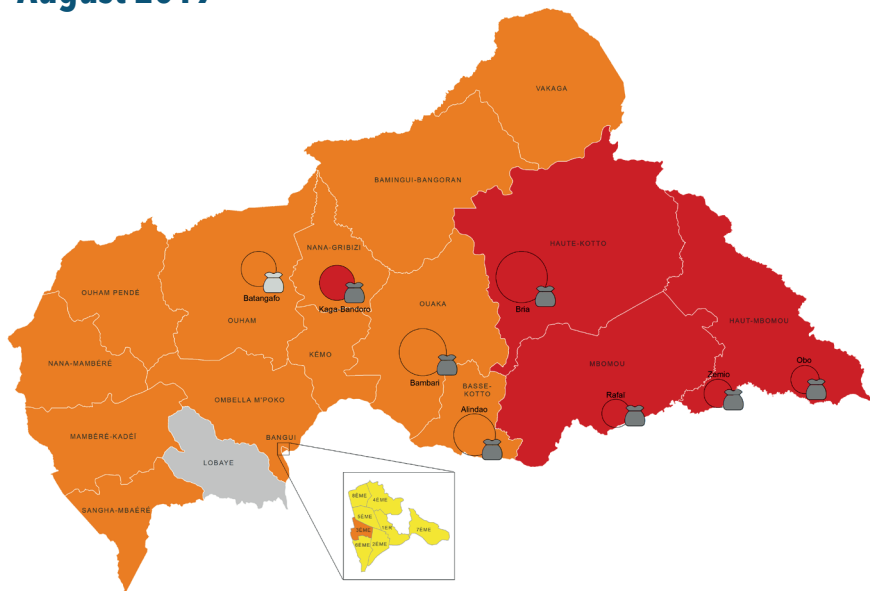 August
VAKAGA
BAMINGUI-BANGORAN
HAUTE-KOTTO
NANA-GRIBIZI
OUHAM PENDÉ
Batangafo
Kaga-Bandoro
Bria
OUAKA
OUHAM
HAUT-MBOMOU
KÉMO
NANA-MAMBÉRÉ
MBOMOU
Obo
Zemio
Bambari
BASSE-
KOTTO
Rafaï
OMBELLA M'POKO
Alindao
MAMBÉRÉ-KADÉÏ
BANGUI
LOBAYE
SANGHA-MBAÉRÉ
8ÈME
4ÈME
5ÈME
1ER
7ÈME
3ÈME
6ÈME
2ÈME